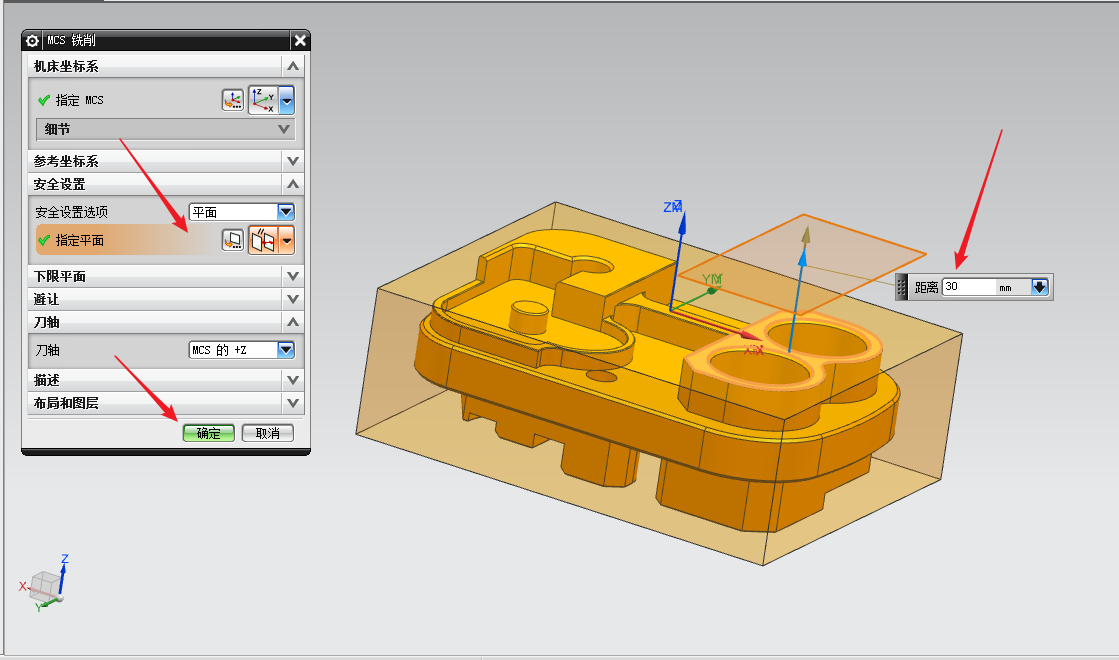 MCS 铣削
机床坐标系
指定 MCS
Z
Y
X
细节
参考坐标系
安全设置
安全设置选项 平面
指定平面
下限平面
避让
刀轴
刀轴 MCS 的 +Z
描述
布局和图层
确定 取消
ZM
YM
XM
距离 30 mm
Z
X
Y